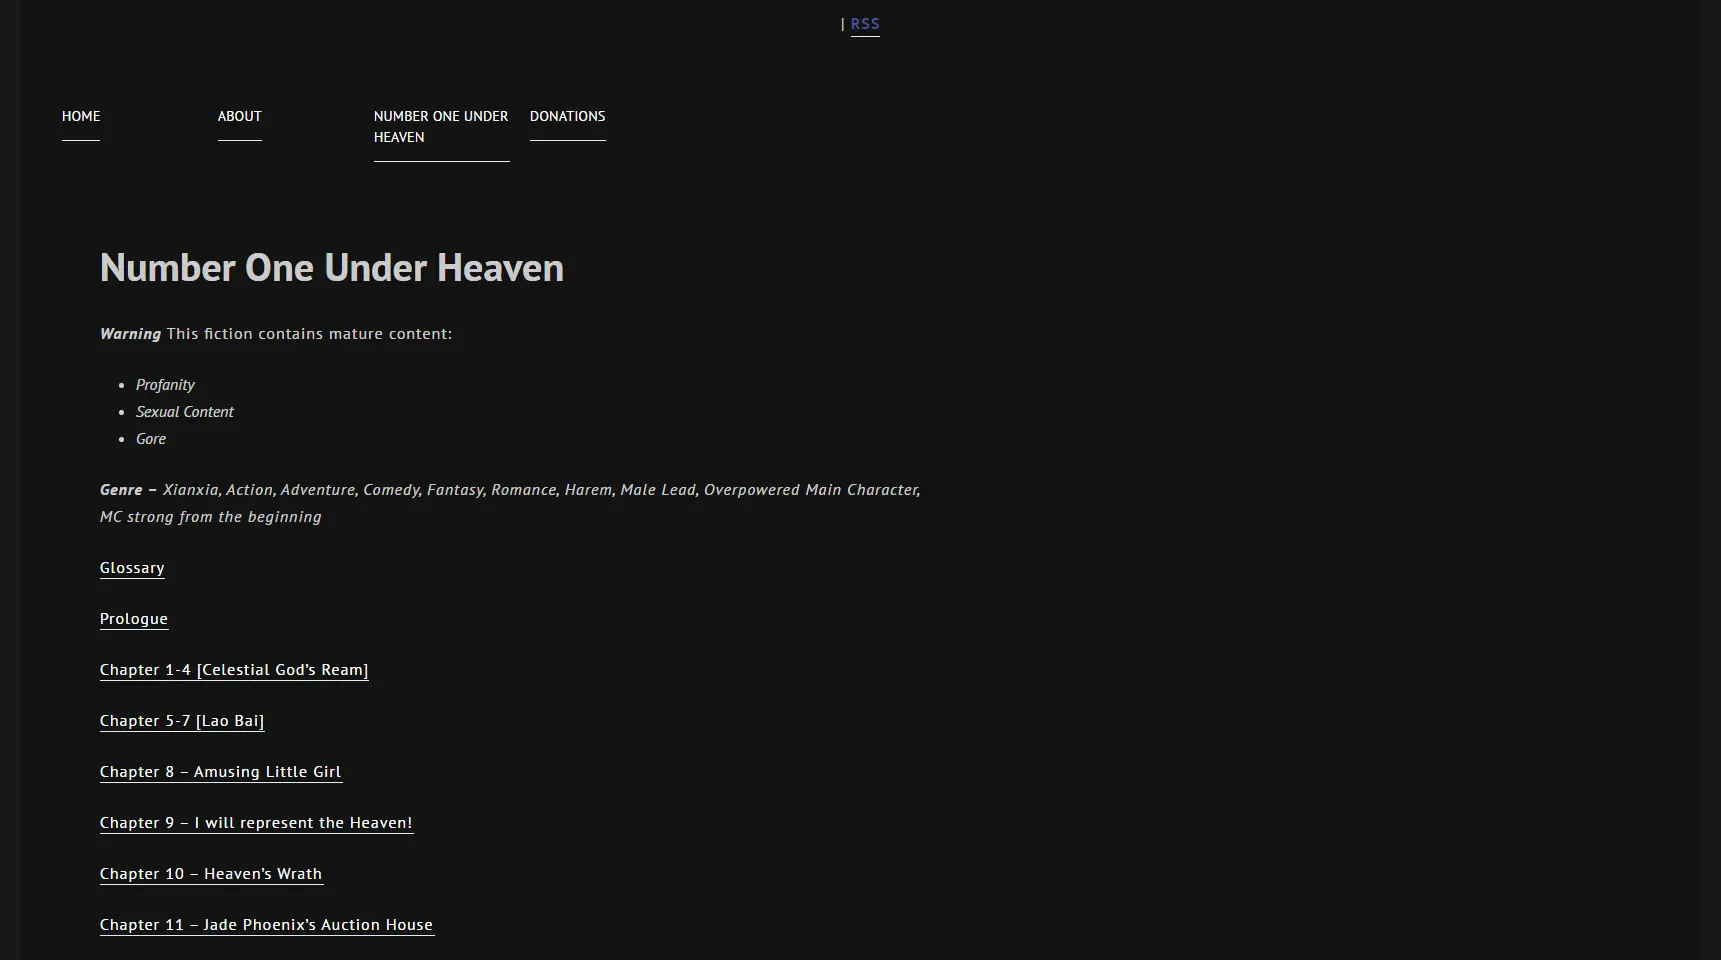 | RSS
HOME ABOUT NUMBER ONE UNDER DONATIONS
HEAVEN
Number One Under Heaven
Warning This fiction contains mature content:
• Profanity
• Sexual Content
• Gore
Genre – Xianxia, Action, Adventure, Comedy, Fantasy, Romance, Harem, Male Lead, Overpowered Main Character,
MC strong from the beginning
Glossary
Prologue
Chapter 1-4 [Celestial God’s Ream]
Chapter 5-7 [Lao Bai]
Chapter 8 – Amusing Little Girl
Chapter 9 – I will represent the Heaven!
Chapter 10 – Heaven’s Wrath
Chapter 11 – Jade Phoenix’s Auction House